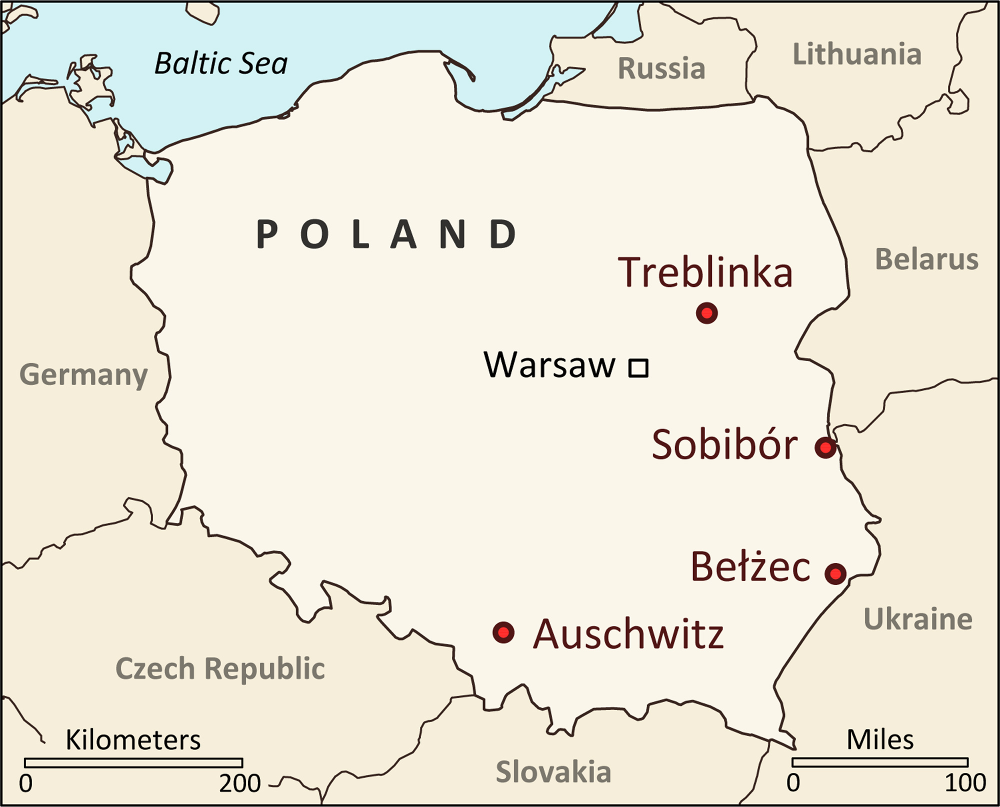 Baltic Sea
Russia
Lithuania
POLAND
Treblinka
Belarus
Warsaw
Germany
Sobibór
Bełżec
Ukraine
Auschwitz
Czech Republic
Kilometers
0 200
Slovakia
Miles
0 100